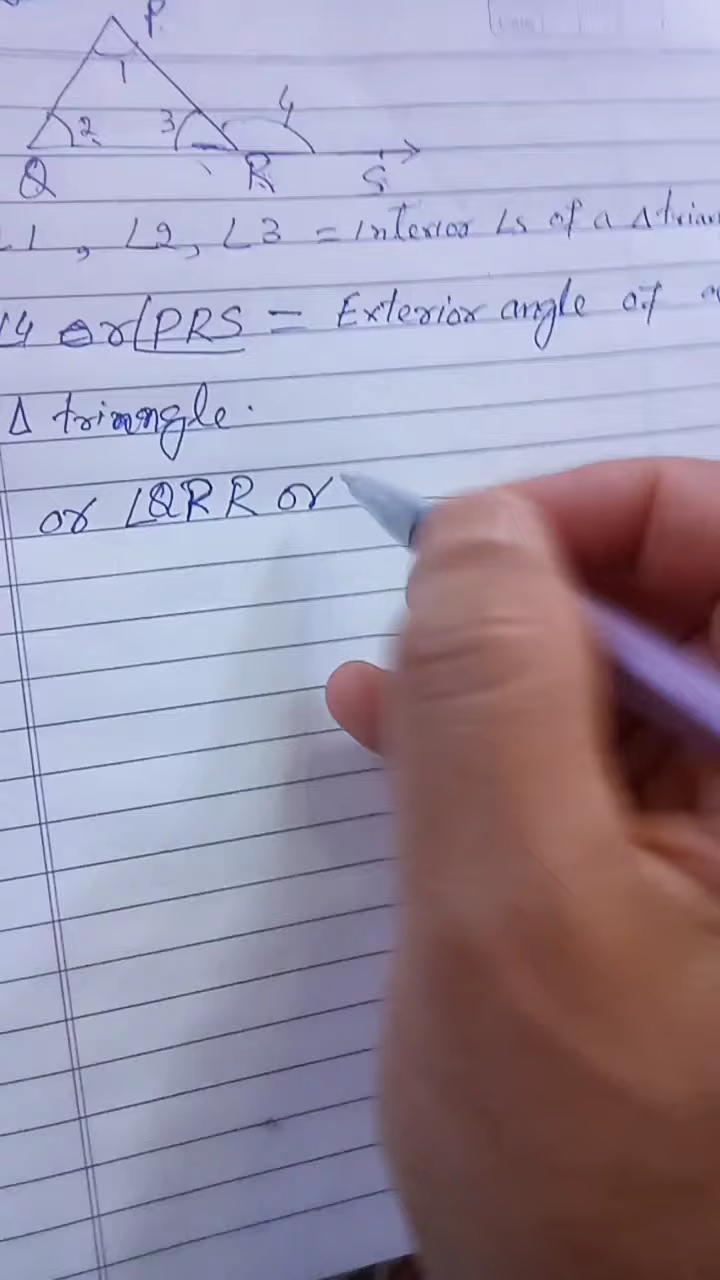 P
1
2
3
4
Q
R
S
∠1, ∠2, ∠3 = Interior ∠s of a Δ
∠4 or ∠PRS = Exterior angle of
Δ triangle.
or ∠QRR or